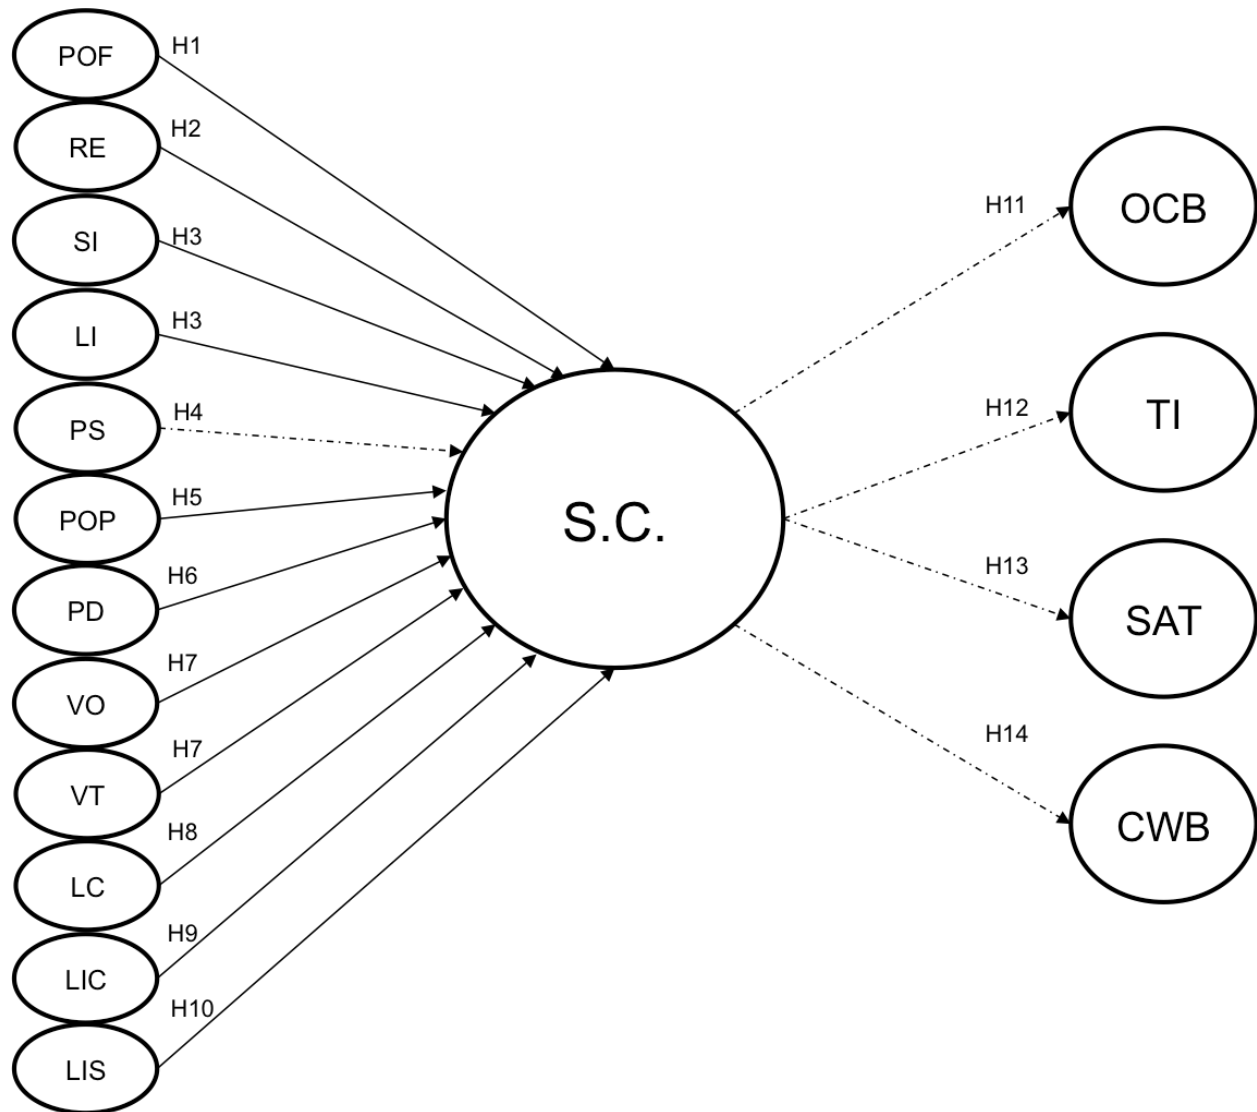 POF
H1
RE
H2
SI
H3
LI
H3
PS
H4
POP
H5
PD
H6
VO
H7
VT
H7
LC
H8
LIC
H9
LIS
H10
S.C.
H11
OCB
H12
TI
H13
SAT
H14
CWB